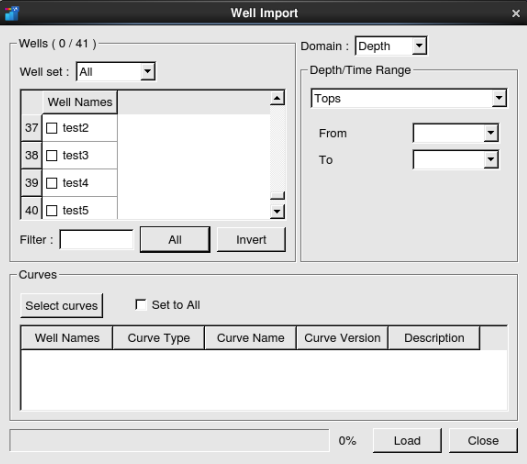 Well Import
Wells ( 0 / 41 )
Well set : All
Well Names
37 test2
38 test3
39 test4
40 test5
Filter : All Invert
Domain : Depth
Depth/Time Range
Tops
From
To
Curves
Select curves Set to All
Well Names Curve Type Curve Name Curve Version Description
0% Load Close